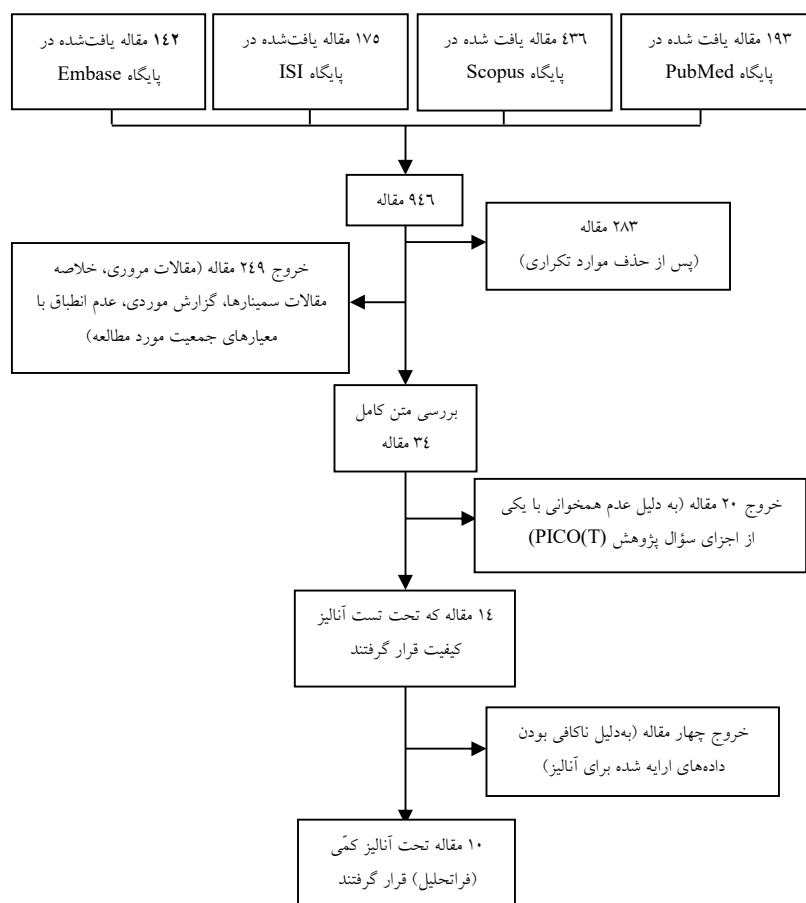 ۱۹۳ مقاله یافت شده در
پایگاه PubMed
۴۳۶ مقاله یافت شده در
پایگاه Scopus
۱۷۵ مقاله یافت‌شده در
پایگاه ISI
۱۴۲ مقاله یافت‌شده در
پایگاه Embase
۹۴۶ مقاله
۲۸۳ مقاله
(پس از حذف موارد تکراری)
خروج ۲۴۹ مقاله (مقالات مروری، خلاصه
مقالات سمینارها، گزارش موردی، عدم انطباق با
معیارهای جمعیت مورد مطالعه)
بررسی متن کامل
۳۴ مقاله
خروج ۲۰ مقاله (به دلیل عدم همخوانی با یکی
از اجزای سؤال پژوهش PICO(T))
۱۴ مقاله که تحت تست آنالیز
کیفیت قرار گرفتند
خروج چهار مقاله (به‌دلیل ناکافی بودن
داده‌های ارایه شده برای آنالیز)
۱۰ مقاله تحت آنالیز کمّی
(فراتحلیل) قرار گرفتند